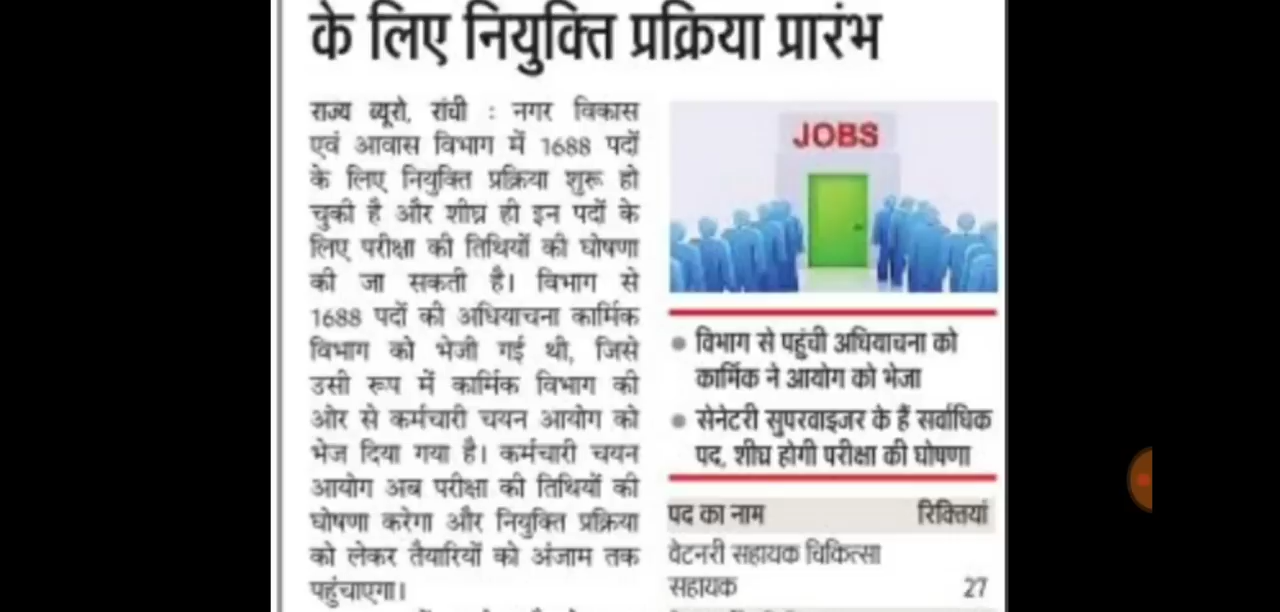 के लिए नियुक्ति प्रक्रिया प्रारंभ
राज्य ब्यूरो, रांची : नगर विकास
एवं आवास विभाग में 1688 पदों
के लिए नियुक्ति प्रक्रिया शुरू हो
चुकी है और शीघ्र ही इन पदों के
लिए परीक्षा की तिथियों की घोषणा
की जा सकती है। विभाग से
1688 पदों की अधियाचना कार्मिक
विभाग को भेजी गई थी, जिसे
उसी रूप में कार्मिक विभाग की
ओर से कर्मचारी चयन आयोग को
भेज दिया गया है। कर्मचारी चयन
आयोग अब परीक्षा की तिथियों की
घोषणा करेगा और नियुक्ति प्रक्रिया
को लेकर तैयारियों को अंजाम तक
पहुंचाएगा।
JOBS
विभाग से पहुंची अधियाचना को
कार्मिक ने आयोग को भेजा
सेनेटरी सुपरवाइजर के हैं सर्वाधिक
पद, शीघ्र होगी परीक्षा की घोषणा
पद का नाम रिक्तियां
वेटनरी सहायक चिकित्सा
सहायक 27